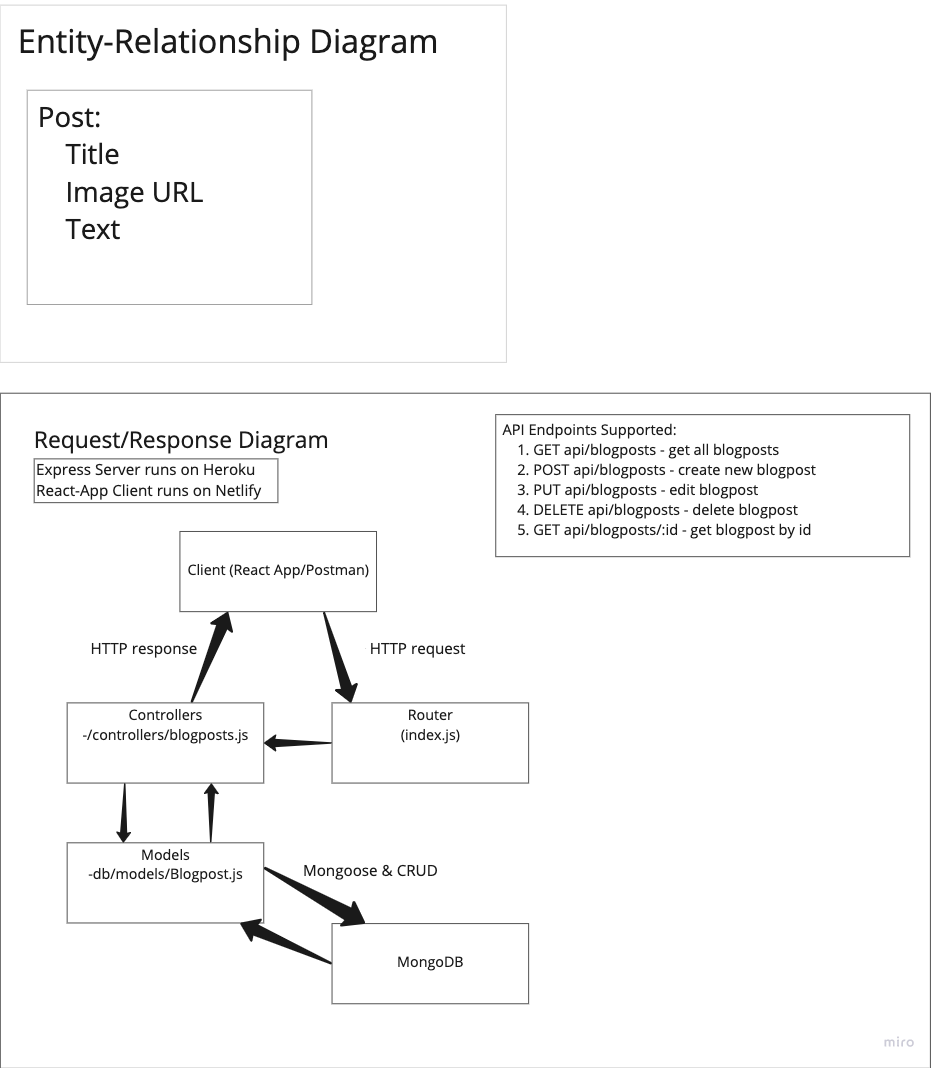 Entity-Relationship Diagram
Post:
Title
Image URL
Text
Request/Response Diagram
Express Server runs on Heroku
React-App Client runs on Netlify
API Endpoints Supported:
1. GET api/blogposts - get all blogposts
2. POST api/blogposts - create new blogpost
3. PUT api/blogposts - edit blogpost
4. DELETE api/blogposts - delete blogpost
5. GET api/blogposts/:id - get blogpost by id
Client (React App/Postman)
HTTP response
HTTP request
Controllers
-/controllers/blogposts.js
Router
(index.js)
Models
-db/models/Blogpost.js
Mongoose & CRUD
MongoDB
miro